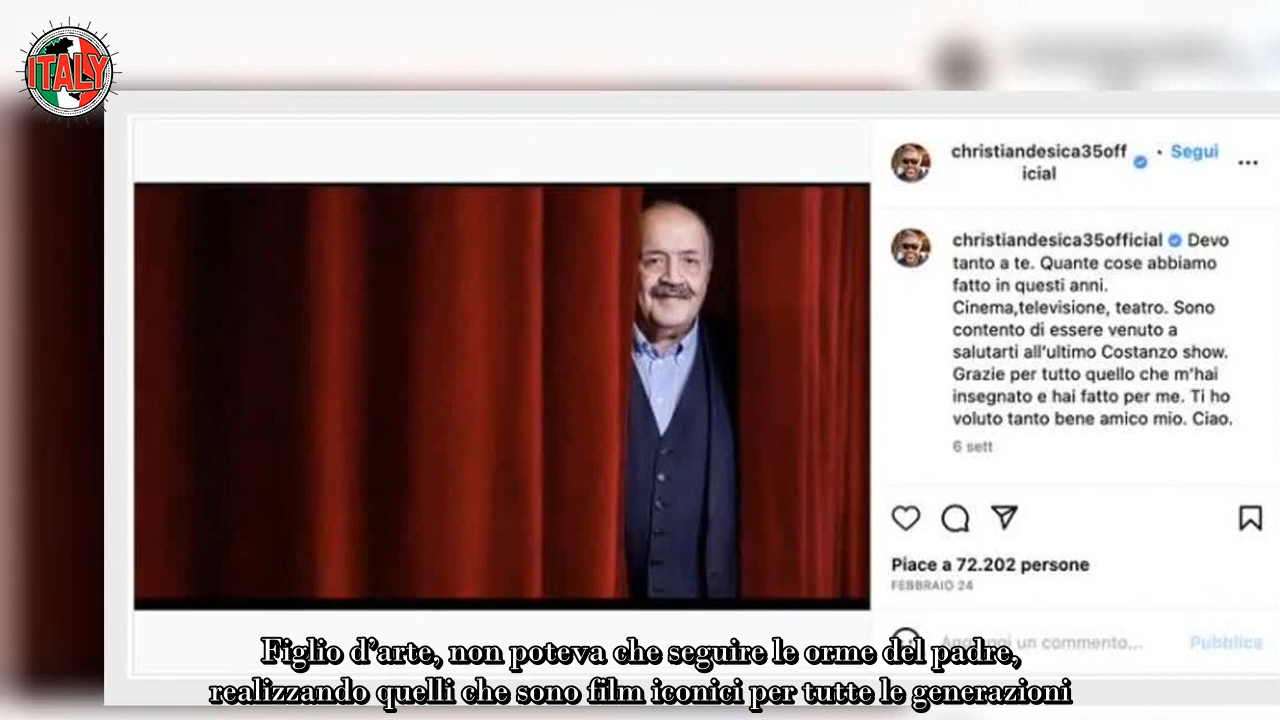 ITALY
christiandesica35off
icial
• Segui
christiandesica35official Devo
tanto a te. Quante cose abbiamo
fatto in questi anni.
Cinema,televisione, teatro. Sono
contento di essere venuto a
salutarti all'ultimo Costanzo show.
Grazie per tutto quello che m'hai
insegnato e hai fatto per me. Ti ho
voluto tanto bene amico mio. Ciao.
6 sett
Piace a 72.202 persone
FEBBRAIO 24
un commento...
Pubblica
Figlio d'arte, non poteva che seguire le orme del padre,
realizzando quelli che sono film iconici per tutte le generazioni